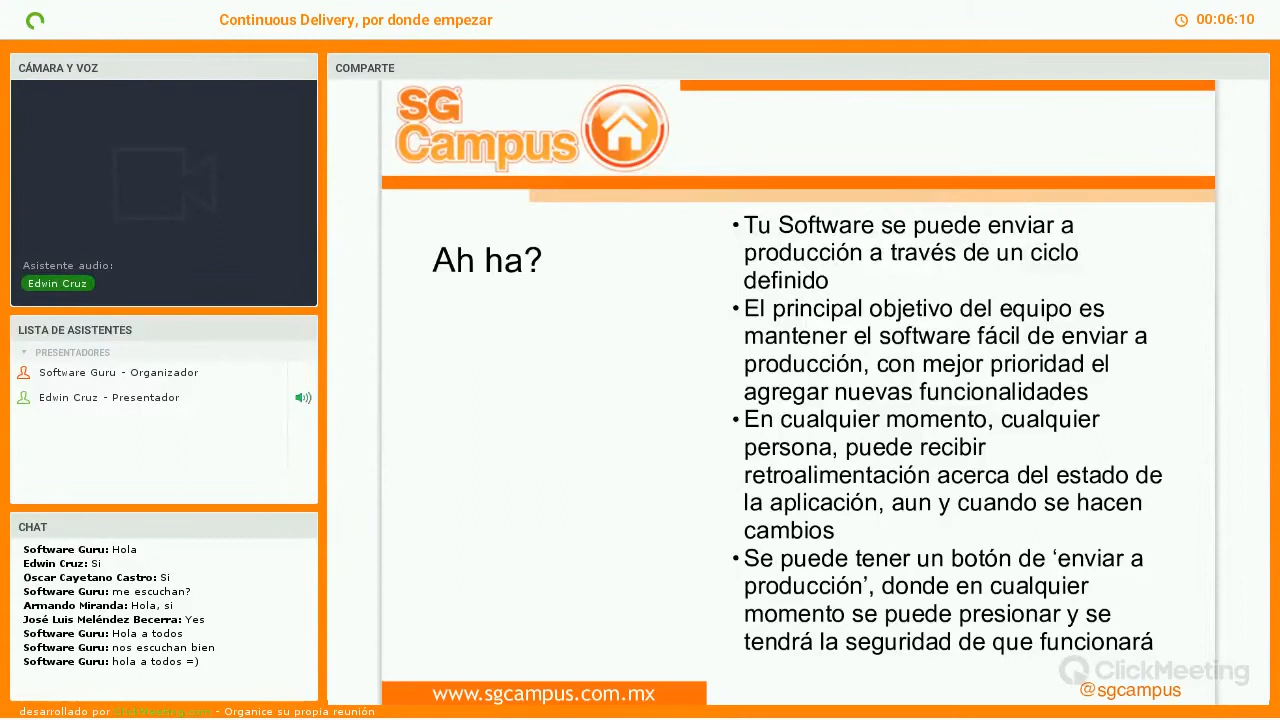 Continuous Delivery, por donde empezar
00:06:10
CÁMARA Y VOZ
Asistente audio:
Edwin Cruz
LISTA DE ASISTENTES
PRESENTADORES
Software Guru - Organizador
Edwin Cruz - Presentador
CHAT
Software Guru: Hola
Edwin Cruz: Si
Oscar Cayetano Castro: Si
Software Guru: me escuchan?
Armando Miranda: Hola, si
José Luis Meléndez Becerra: Yes
Software Guru: Hola a todos
Software Guru: nos escuchan bien
Software Guru: hola a todos =)
COMPARTE
SG
Campus
Ah ha?
• Tu Software se puede enviar a
producción a través de un ciclo
definido
• El principal objetivo del equipo es
mantener el software fácil de enviar a
producción, con mejor prioridad el
agregar nuevas funcionalidades
• En cualquier momento, cualquier
persona, puede recibir
retroalimentación acerca del estado de
la aplicación, aun y cuando se hacen
cambios
• Se puede tener un botón de ‘enviar a
producción’, donde en cualquier
momento se puede presionar y se
tendrá la seguridad de que funcionará
ClickMeeting
www.sgcampus.com.mx
@sgcampus
desarrollado por ClickMeeting.com - Organice su propia reunión